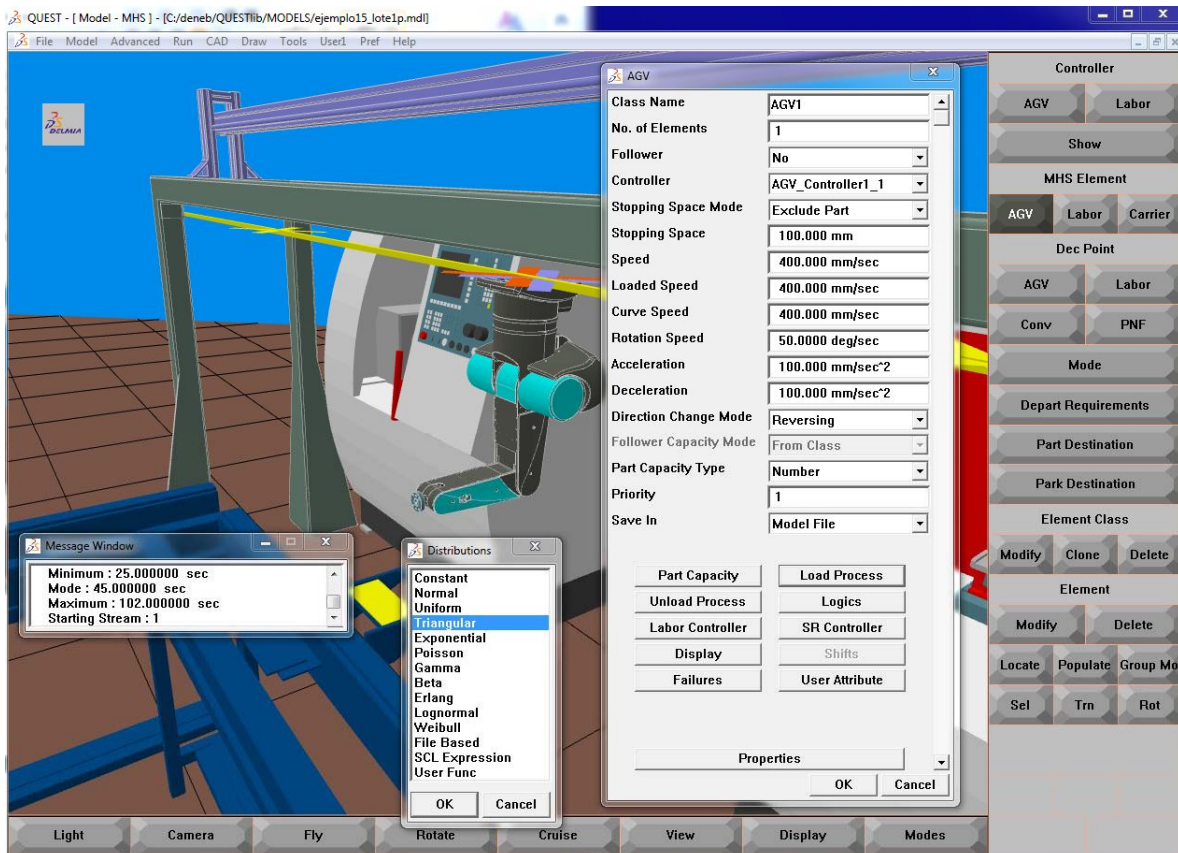 QUEST - [ Model - MHS ] - [C:/deneb/QUESTlib/MODELS/ejemplo15_lote1p.mdl]
File Model Advanced Run CAD Draw Tools User1 Pref Help
DELMIA
AGV
Class Name AGV1
No. of Elements 1
Follower No
Controller AGV_Controller1_1
Stopping Space Mode Exclude Part
Stopping Space 100.000 mm
Speed 400.000 mm/sec
Loaded Speed 400.000 mm/sec
Curve Speed 400.000 mm/sec
Rotation Speed 50.0000 deg/sec
Acceleration 100.000 mm/sec^2
Deceleration 100.000 mm/sec^2
Direction Change Mode Reversing
Follower Capacity Mode From Class
Part Capacity Type Number
Priority 1
Save In Model File
Part Capacity Load Process
Unload Process Logics
Labor Controller SR Controller
Display Shifts
Failures User Attribute
Properties
OK Cancel
Message Window
Minimum : 25.000000 sec
Mode : 45.000000 sec
Maximum : 102.000000 sec
Starting Stream : 1
Distributions
Constant
Normal
Uniform
Triangular
Exponential
Poisson
Gamma
Beta
Erlang
Lognormal
Weibull
File Based
SCL Expression
User Func
OK Cancel
Controller
AGV Labor
Show
MHS Element
AGV Labor Carrier
Dec Point
AGV Labor
Conv PNF
Mode
Depart Requirements
Part Destination
Park Destination
Element Class
Modify Clone Delete
Element
Modify Delete
Locate Populate Group Mo
Sel Trn Rot
Light Camera Fly Rotate Cruise View Display Modes